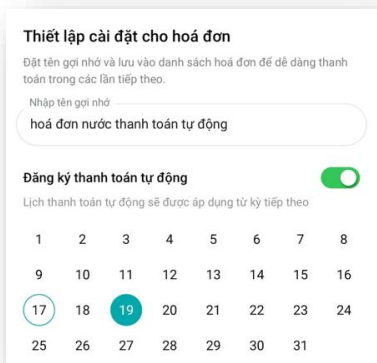 Thiết lập cài đặt cho hoá đơn
Đặt tên gợi nhớ và lưu vào danh sách hoá đơn để dễ dàng thanh
toán trong các lần tiếp theo.
Nhập tên gợi nhớ
hoá đơn nước thanh toán tự động
Đăng ký thanh toán tự động
Lịch thanh toán tự động sẽ được áp dụng từ kỳ tiếp theo
1 2 3 4 5 6 7 8
9 10 11 12 13 14 15 16
17 18 19 20 21 22 23 24
25 26 27 28 29 30 31